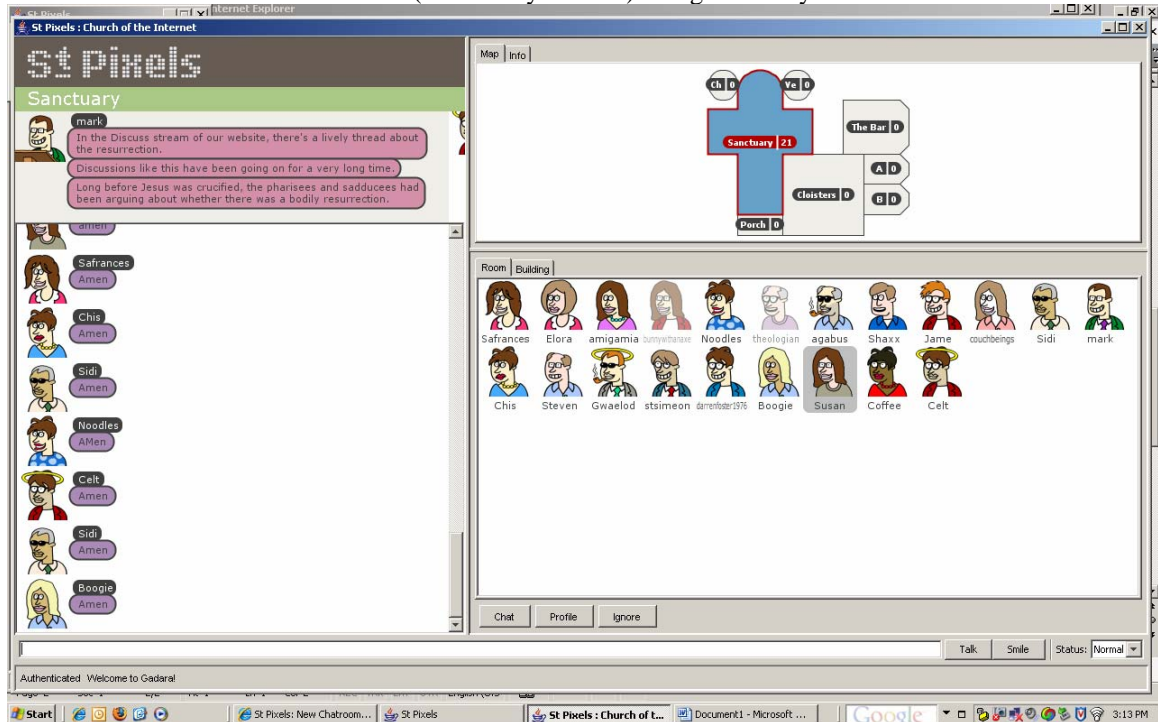 St Pixels
Internet Explorer
St Pixels : Church of the Internet
St Pixels
Sanctuary
mark
In the Discuss stream of our website, there's a lively thread about
the resurrection.
Discussions like this have been going on for a very long time.
Long before Jesus was crucified, the pharisees and sadducees had
been arguing about whether there was a bodily resurrection.
amen
Safrances
Amen
Chis
Amen
Sidi
Amen
Noodles
AMen
Celt
Amen
Sidi
Amen
Boogie
Amen
Map Info
Ch 0 Ve 0
The Bar 0
Sanctuary 21
A 0
Cloisters 0
B 0
Porch 0
Room Building
Safrances Elora amigamia bunnywithanaxe Noodles theologian agabus Shaxx Jame couchbeings Sidi mark
Chis Steven Gwaelod stsimeon darrenfoster1976 Boogie Susan Coffee Celt
Chat Profile Ignore
Talk Smile Status: Normal
Authenticated Welcome to Gadara!
Start St Pixels: New Chatroom... St Pixels St Pixels : Church of t... Document1 - Microsoft ... Google 3:13 PM